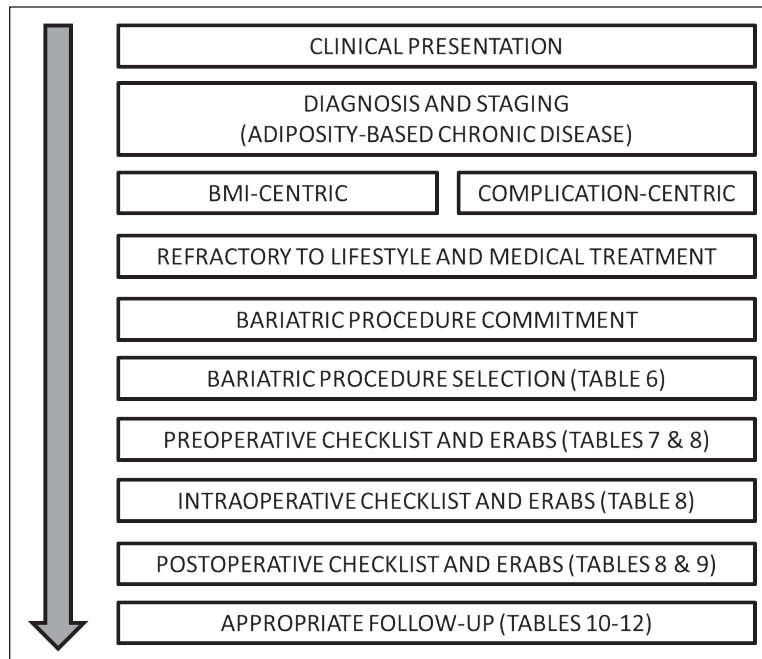 CLINICAL PRESENTATION
DIAGNOSIS AND STAGING
(ADIPOSITY-BASED CHRONIC DISEASE)
BMI-CENTRIC
COMPLICATION-CENTRIC
REFRACTORY TO LIFESTYLE AND MEDICAL TREATMENT
BARIATRIC PROCEDURE COMMITMENT
BARIATRIC PROCEDURE SELECTION (TABLE 6)
PREOPERATIVE CHECKLIST AND ERABS (TABLES 7 & 8)
INTRAOPERATIVE CHECKLIST AND ERABS (TABLE 8)
POSTOPERATIVE CHECKLIST AND ERABS (TABLES 8 & 9)
APPROPRIATE FOLLOW-UP (TABLES 10-12)